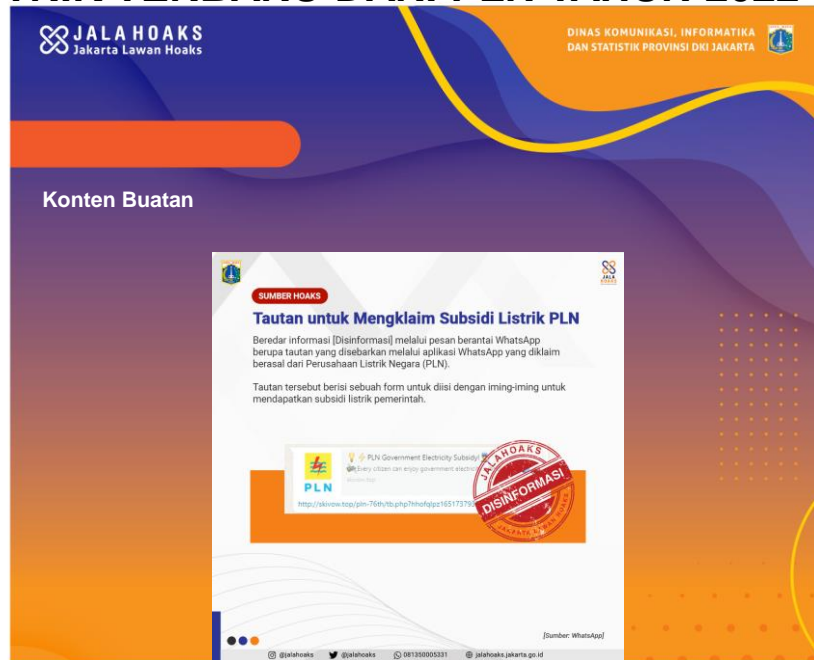 JALA HOAKS
Jakarta Lawan Hoaks
DINAS KOMUNIKASI, INFORMATIKA
DAN STATISTIK PROVINSI DKI JAKARTA
Konten Buatan
JALA
HOAKS
SUMBER HOAKS
Tautan untuk Mengklaim Subsidi Listrik PLN
Beredar informasi [Disinformasi] melalui pesan berantai WhatsApp
berupa tautan yang disebarkan melalui aplikasi WhatsApp yang diklaim
berasal dari Perusahaan Listrik Negara (PLN).
Tautan tersebut berisi sebuah form untuk diisi dengan iming-iming untuk
mendapatkan subsidi listrik pemerintah.
PLN Government Electricity Subsidy!
Every citizen can enjoy government
PLN
JALAHOAKS
DISINFORMASI
[Sumber: WhatsApp]
@jalahoaks @jalahoaks 081350005331 jalahoaks.jakarta.go.id